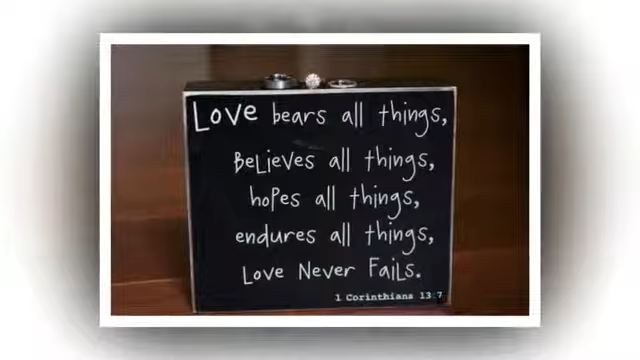 Love bears all things,
BeLieVes all things,
hoPes all things,
endures all things,
Love Never FaiLs.
1 Corinthians 13:7